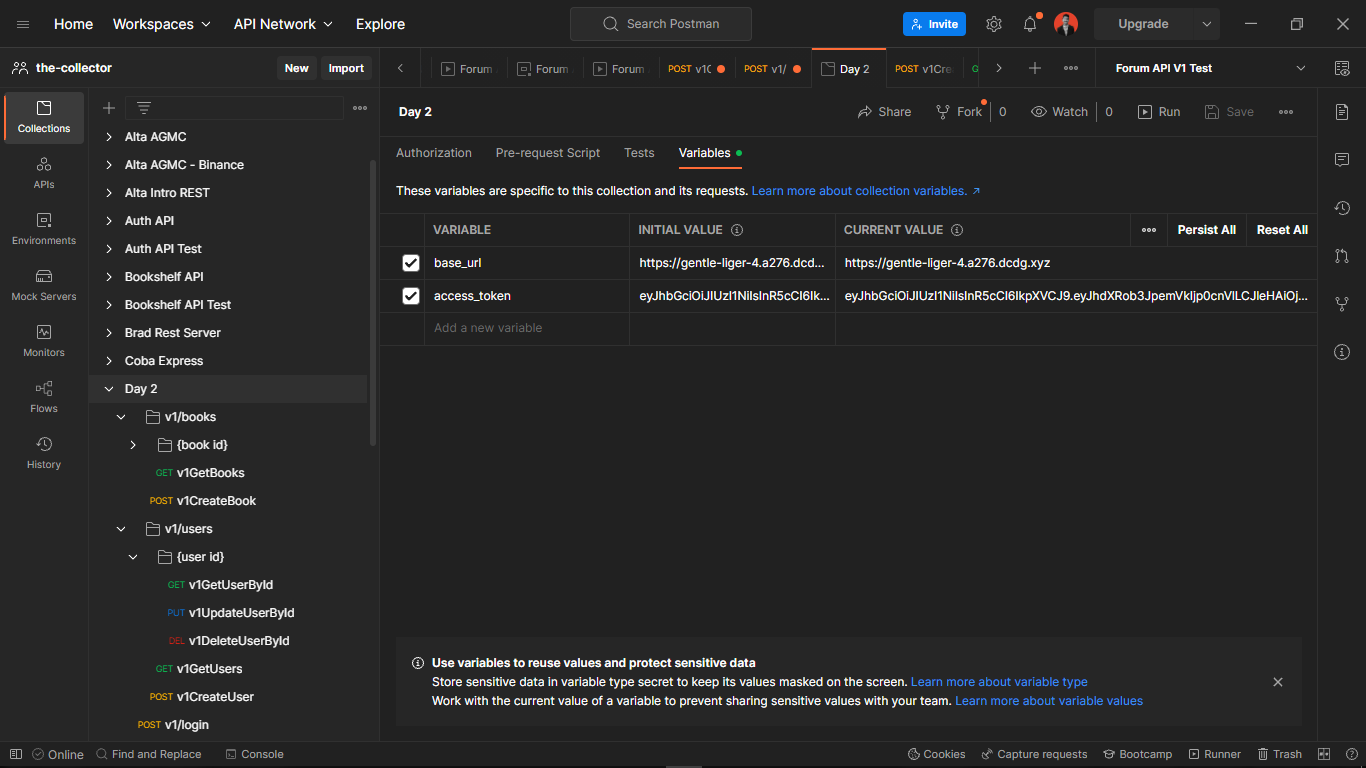 Home Workspaces API Network Explore Search Postman Invite Upgrade
the-collector New Import
Forum Forum Forum POST v1C POST v1/ Day 2 POST v1Cre Forum API V1 Test
Collections
APIs
Environments
Mock Servers
Monitors
Flows
History
Alta AGMC
Alta AGMC - Binance
Alta Intro REST
Auth API
Auth API Test
Bookshelf API
Bookshelf API Test
Brad Rest Server
Coba Express
Day 2
v1/books
{book id}
GET v1GetBooks
POST v1CreateBook
v1/users
{user id}
GET v1GetUserById
PUT v1UpdateUserById
DEL v1DeleteUserById
GET v1GetUsers
POST v1CreateUser
POST v1/login
Day 2 Share Fork 0 Watch 0 Run Save
Authorization Pre-request Script Tests Variables
These variables are specific to this collection and its requests. Learn more about collection variables. ↗
VARIABLE INITIAL VALUE CURRENT VALUE Persist All Reset All
base_url https://gentle-liger-4.a276.dcd... https://gentle-liger-4.a276.dcdg.xyz
access_token eyJhbGciOiJIUzI1NiIsInR5cCI6Ik... eyJhbGciOiJIUzI1NiIsInR5cCI6IkpXVCJ9.eyJhdXRob3JpemVkIjp0cnVlLCJleHAiOj...
Add a new variable
Use variables to reuse values and protect sensitive data
Store sensitive data in variable type secret to keep its values masked on the screen. Learn more about variable type
Work with the current value of a variable to prevent sharing sensitive values with your team. Learn more about variable values
Online Find and Replace Console Cookies Capture requests Bootcamp Runner Trash